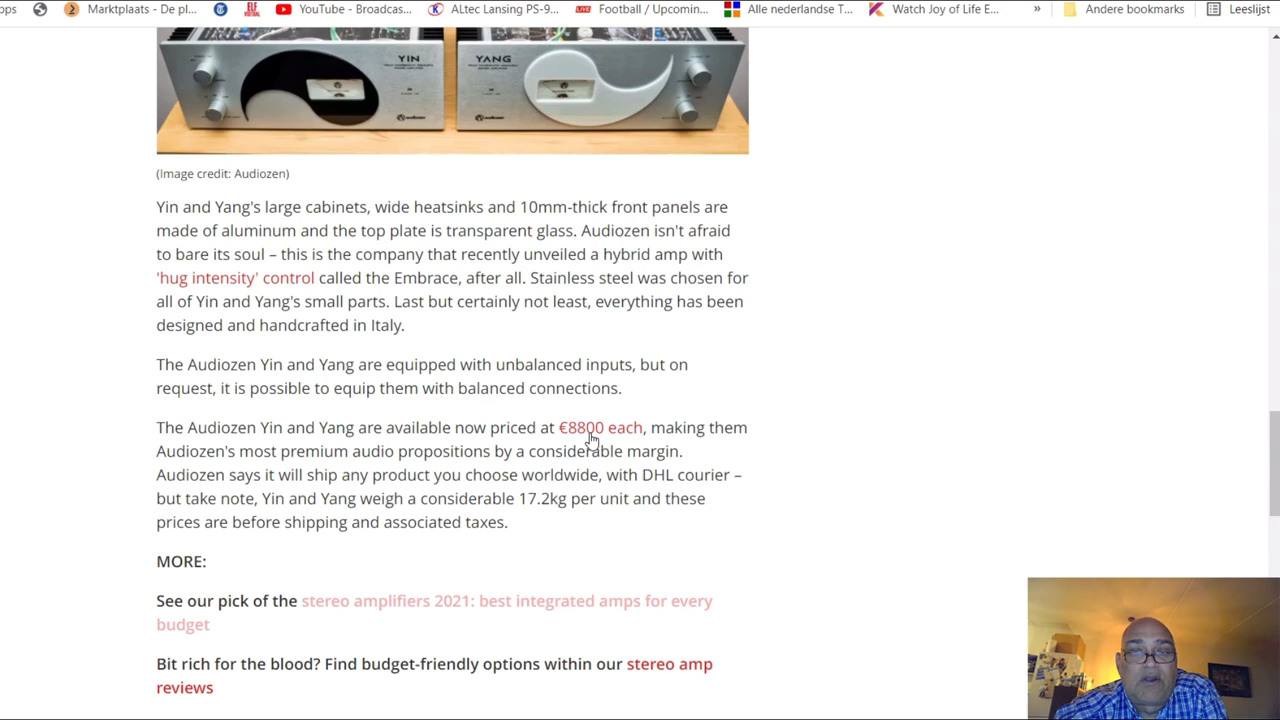 ops
Marktplaats - De pl...
YouTube - Broadcas...
ALtec Lansing PS-9...
Football / Upcomin...
Alle nederlandse T...
Watch Joy of Life E...
»
Andere bookmarks
Leeslijst
YIN
YANG
audiozen
audiozen
(Image credit: Audiozen)
Yin and Yang's large cabinets, wide heatsinks and 10mm-thick front panels are
made of aluminum and the top plate is transparent glass. Audiozen isn't afraid
to bare its soul – this is the company that recently unveiled a hybrid amp with
'hug intensity' control called the Embrace, after all. Stainless steel was chosen for
all of Yin and Yang's small parts. Last but certainly not least, everything has been
designed and handcrafted in Italy.
The Audiozen Yin and Yang are equipped with unbalanced inputs, but on
request, it is possible to equip them with balanced connections.
The Audiozen Yin and Yang are available now priced at €8800 each, making them
Audiozen's most premium audio propositions by a considerable margin.
Audiozen says it will ship any product you choose worldwide, with DHL courier –
but take note, Yin and Yang weigh a considerable 17.2kg per unit and these
prices are before shipping and associated taxes.
MORE:
See our pick of the stereo amplifiers 2021: best integrated amps for every
budget
Bit rich for the blood? Find budget-friendly options within our stereo amp
reviews